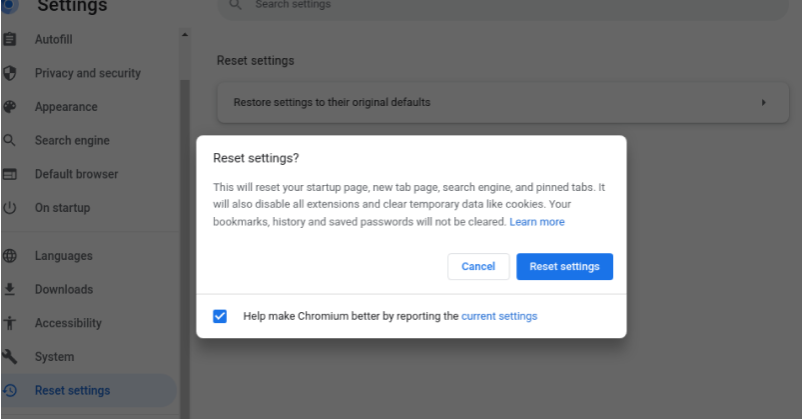 Settings
Search settings
Autofill
Privacy and security
Appearance
Search engine
Default browser
On startup
Languages
Downloads
Accessibility
System
Reset settings
Reset settings
Restore settings to their original defaults
Reset settings?
This will reset your startup page, new tab page, search engine, and pinned tabs. It
will also disable all extensions and clear temporary data like cookies. Your
bookmarks, history and saved passwords will not be cleared. Learn more
Cancel
Reset settings
Help make Chromium better by reporting the current settings